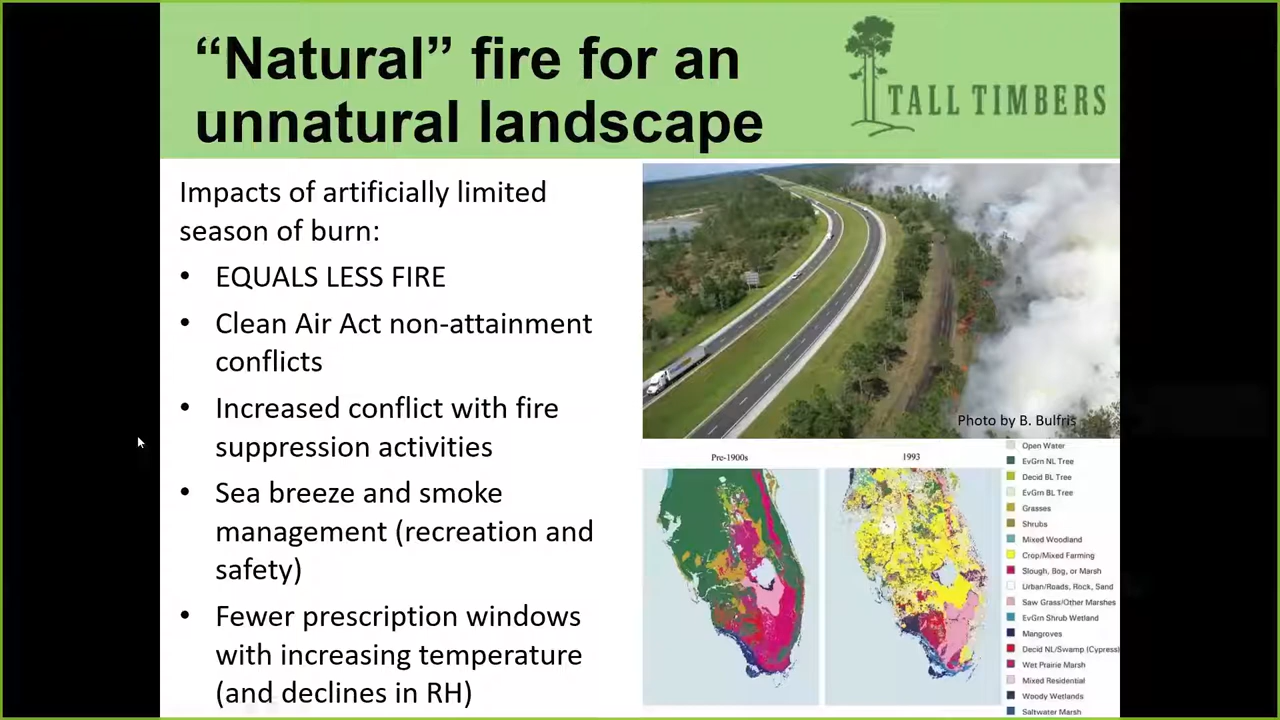 “Natural” fire for an
unnatural landscape
TALL TIMBERS
Impacts of artificially limited
season of burn:
• EQUALS LESS FIRE
• Clean Air Act non-attainment
conflicts
• Increased conflict with fire
suppression activities
• Sea breeze and smoke
management (recreation and
safety)
• Fewer prescription windows
with increasing temperature
(and declines in RH)
Photo by B. Bulfris
Pre-1900s
1993
Open Water
EvGrn NL Tree
Decid BL Tree
EvGrn BL Tree
Grasses
Shrubs
Mixed Woodland
Crop/Mixed Farming
Slough, Bog, or Marsh
Urban/Roads, Rock, Sand
Saw Grass/Other Marshes
EvGrn Shrub Wetland
Mangroves
Decid NL/Swamp (Cypress)
Wet Prairie Marsh
Mixed Residential
Woody Wetlands
Saltwater Marsh